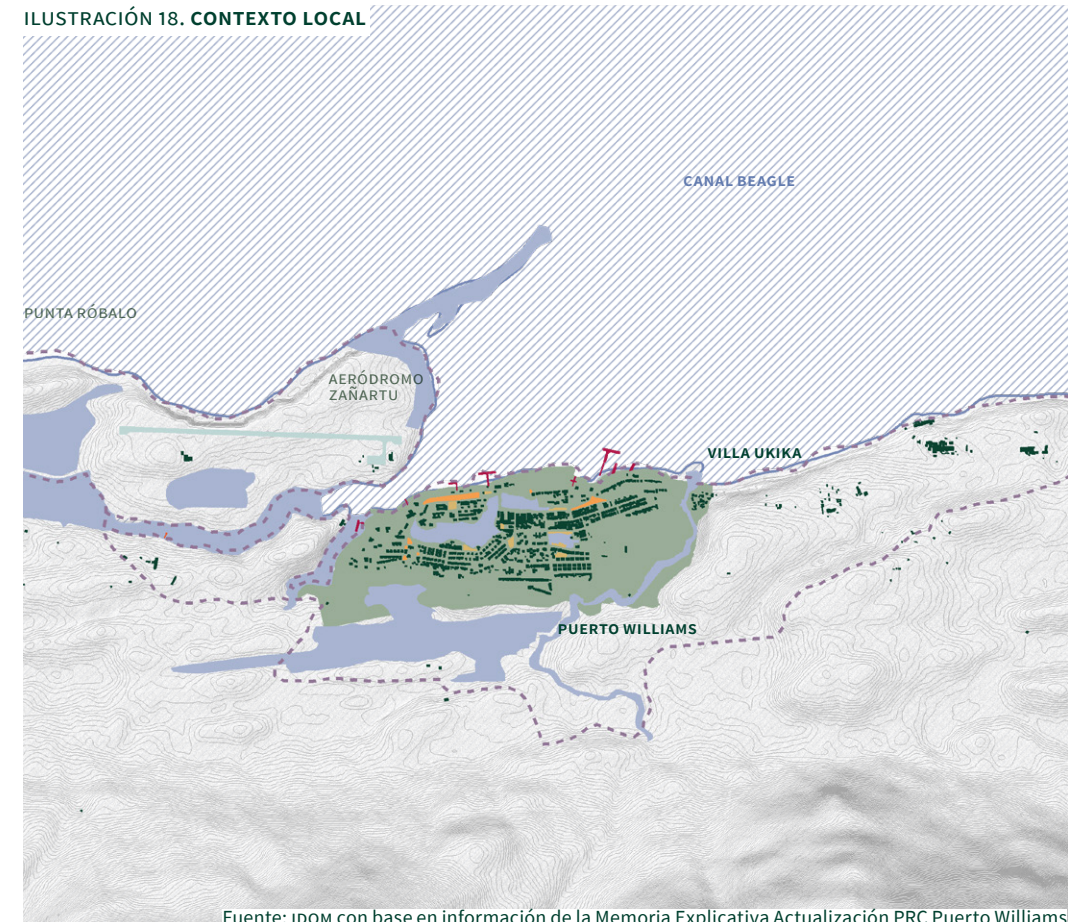 ILUSTRACIÓN 18. CONTEXTO LOCAL
CANAL BEAGLE
PUNTA RÓBALO
AERÓDROMO
ZAÑARTU
VILLA UKIKA
PUERTO WILLIAMS
Fuente: IDOM con base en información de la Memoria Explicativa Actualización PRC Puerto Williams